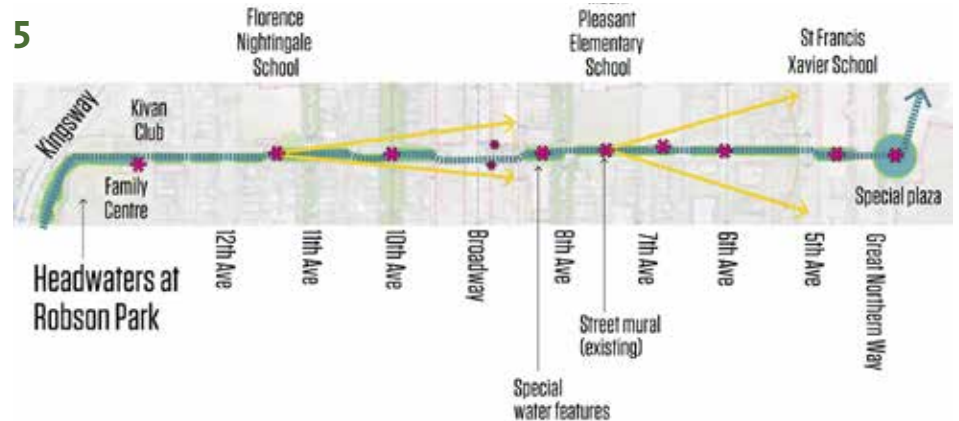 5
Florence
Nightingale
School
Pleasant
Elementary
School
St Francis
Xavier School
Kingsway
Kivan
Club
Family
Centre
Special plaza
Headwaters at
Robson Park
12th Ave
11th Ave
10th Ave
Broadway
8th Ave
7th Ave
6th Ave
5th Ave
Great Northern Way
Street mural
(existing)
Special
water features